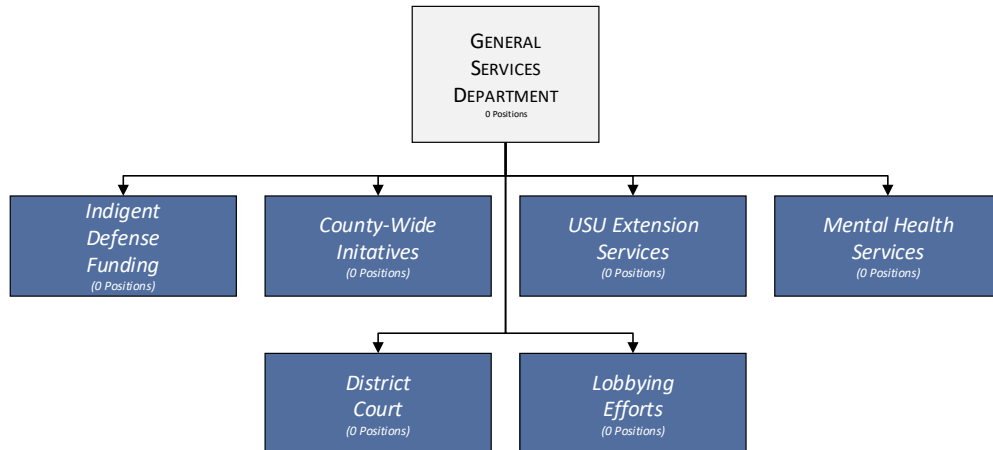 GENERAL
SERVICES
DEPARTMENT
0 Positions
Indigent
Defense
Funding
(0 Positions)
County-Wide
Initatives
(0 Positions)
USU Extension
Services
(0 Positions)
Mental Health
Services
(0 Positions)
District
Court
(0 Positions)
Lobbying
Efforts
(0 Positions)